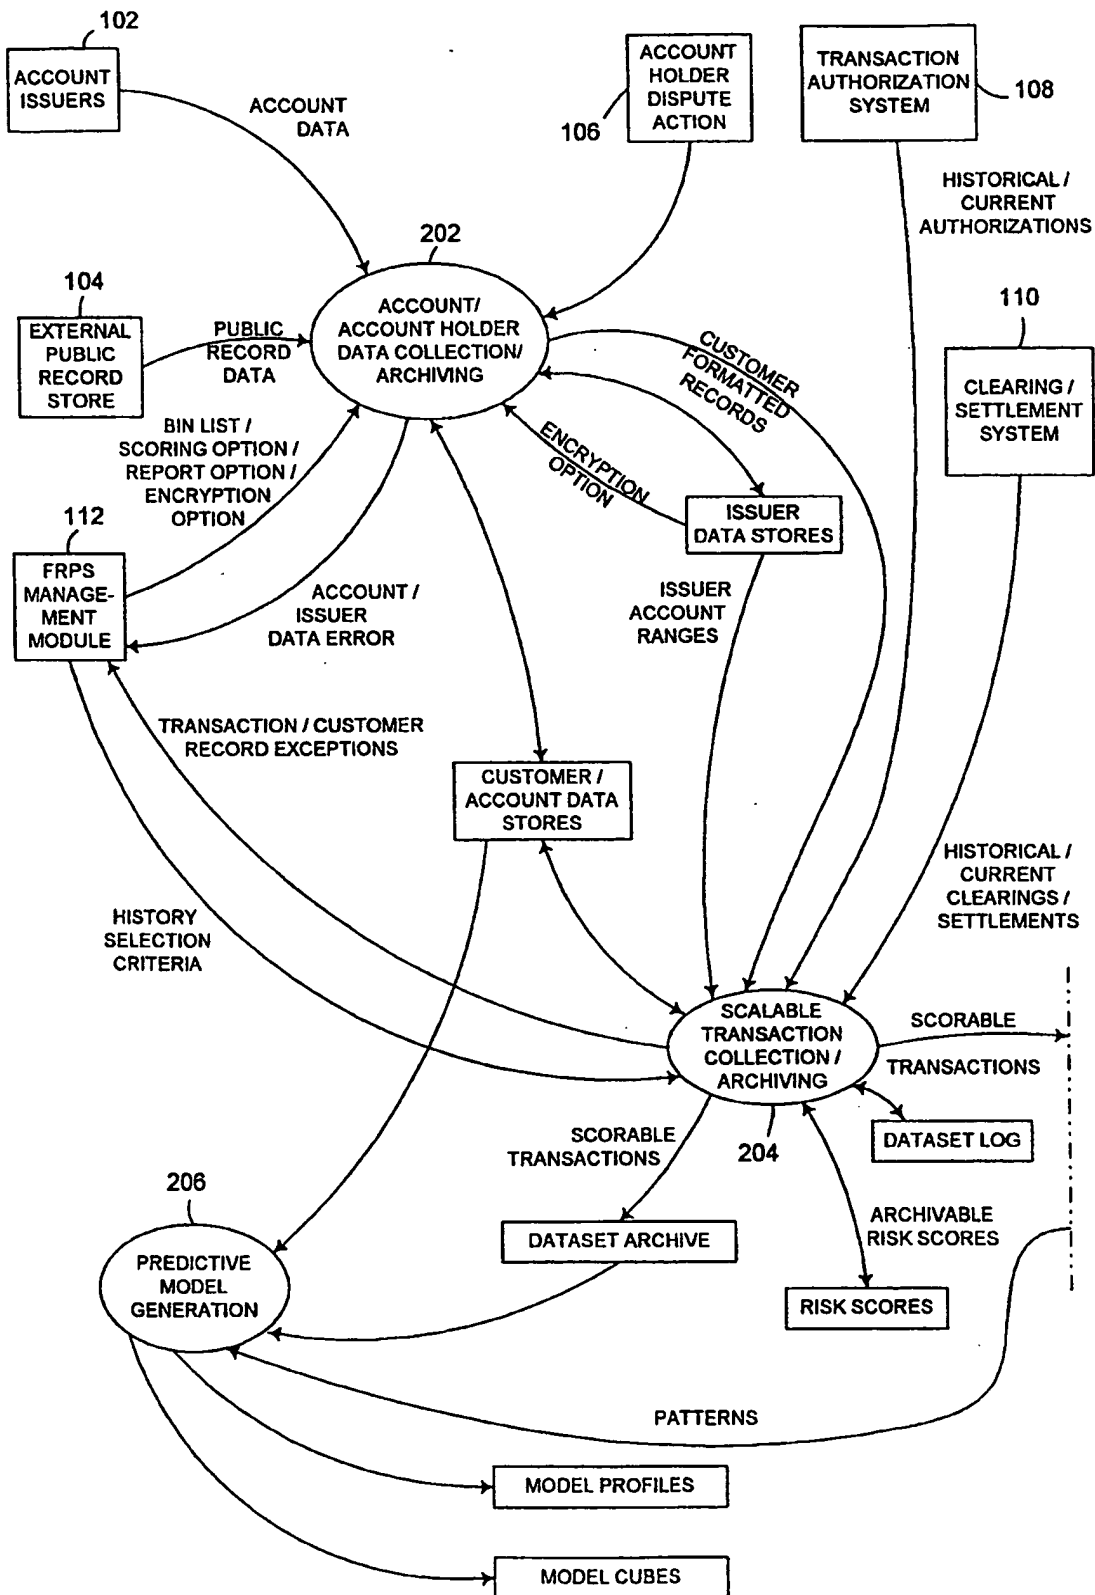 102
ACCOUNT
ISSUERS
ACCOUNT
DATA
ACCOUNT
HOLDER
DISPUTE
ACTION
106
TRANSACTION
AUTHORIZATION
SYSTEM
108
HISTORICAL /
CURRENT
AUTHORIZATIONS
202
ACCOUNT/
ACCOUNT HOLDER
DATA COLLECTION/
ARCHIVING
104
EXTERNAL
PUBLIC
RECORD
STORE
PUBLIC
RECORD
DATA
110
CLEARING /
SETTLEMENT
SYSTEM
CUSTOMER
FORMATTED
RECORDS
ENCRYPTION
OPTION
BIN LIST /
SCORING OPTION /
REPORT OPTION /
ENCRYPTION
OPTION
ISSUER
DATA STORES
112
FRPS
MANAGE-
MENT
MODULE
ACCOUNT /
ISSUER
DATA ERROR
ISSUER
ACCOUNT
RANGES
TRANSACTION / CUSTOMER
RECORD EXCEPTIONS
CUSTOMER /
ACCOUNT DATA
STORES
HISTORICAL /
CURRENT
CLEARINGS /
SETTLEMENTS
HISTORY
SELECTION
CRITERIA
SCALABLE
TRANSACTION
COLLECTION /
ARCHIVING
SCORABLE
TRANSACTIONS
204
DATASET LOG
SCORABLE
TRANSACTIONS
206
PREDICTIVE
MODEL
GENERATION
DATASET ARCHIVE
ARCHIVABLE
RISK SCORES
RISK SCORES
PATTERNS
MODEL PROFILES
MODEL CUBES